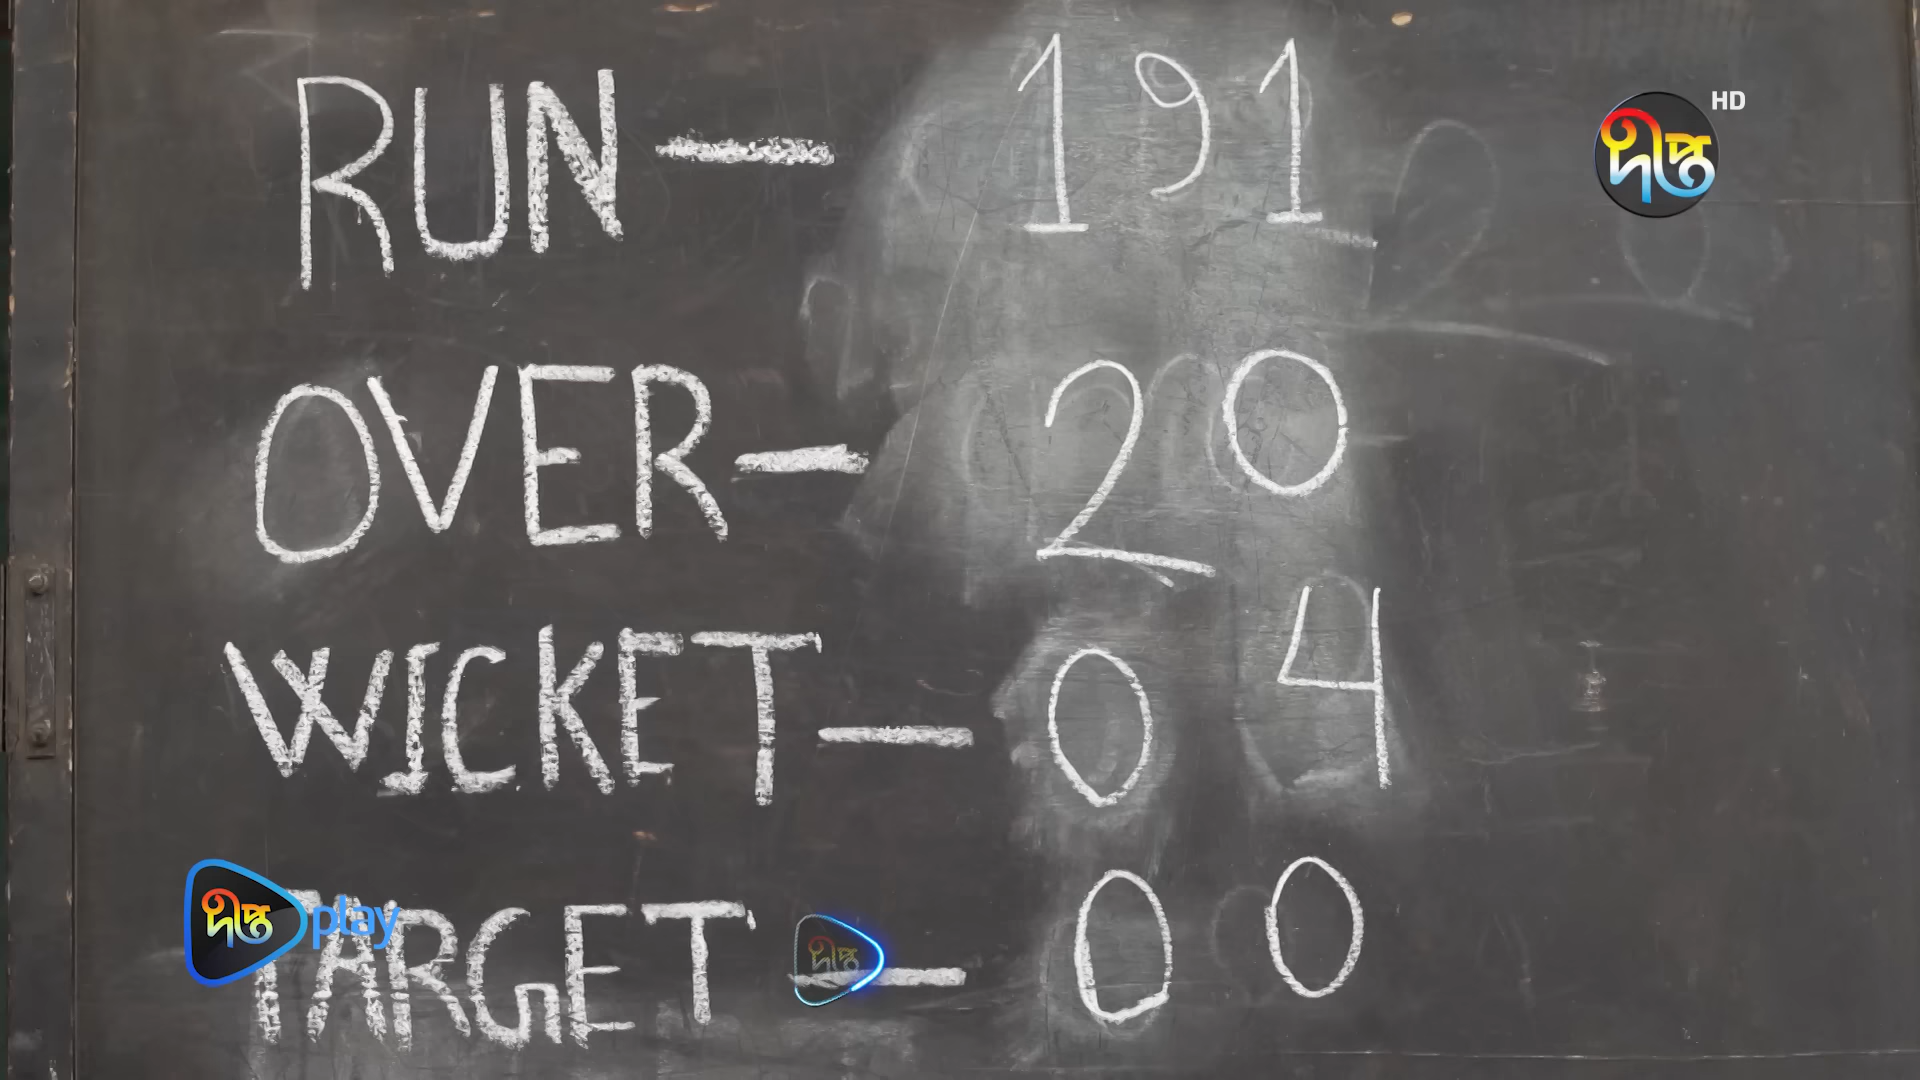 RUN — 191
HD
দীপ্ত
OVER — 20
WICKET — 04
TARGET — 00
দীপ্ত play
দীপ্ত